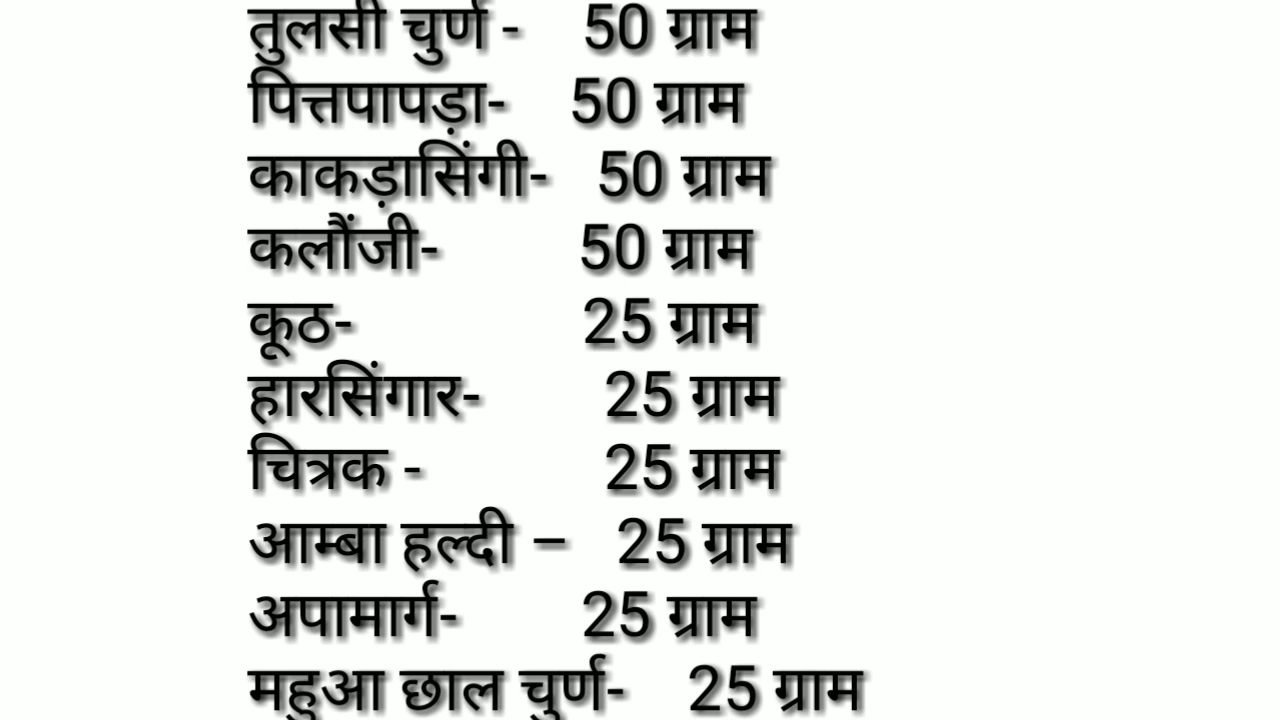 तुलसी चुर्ण - 50 ग्राम
पित्तपापड़ा- 50 ग्राम
काकड़ासिंगी- 50 ग्राम
कलौंजी- 50 ग्राम
कूठ- 25 ग्राम
हारसिंगार- 25 ग्राम
चित्रक - 25 ग्राम
आम्बा हल्दी – 25 ग्राम
अपामार्ग- 25 ग्राम
महुआ छाल चुर्ण- 25 ग्राम